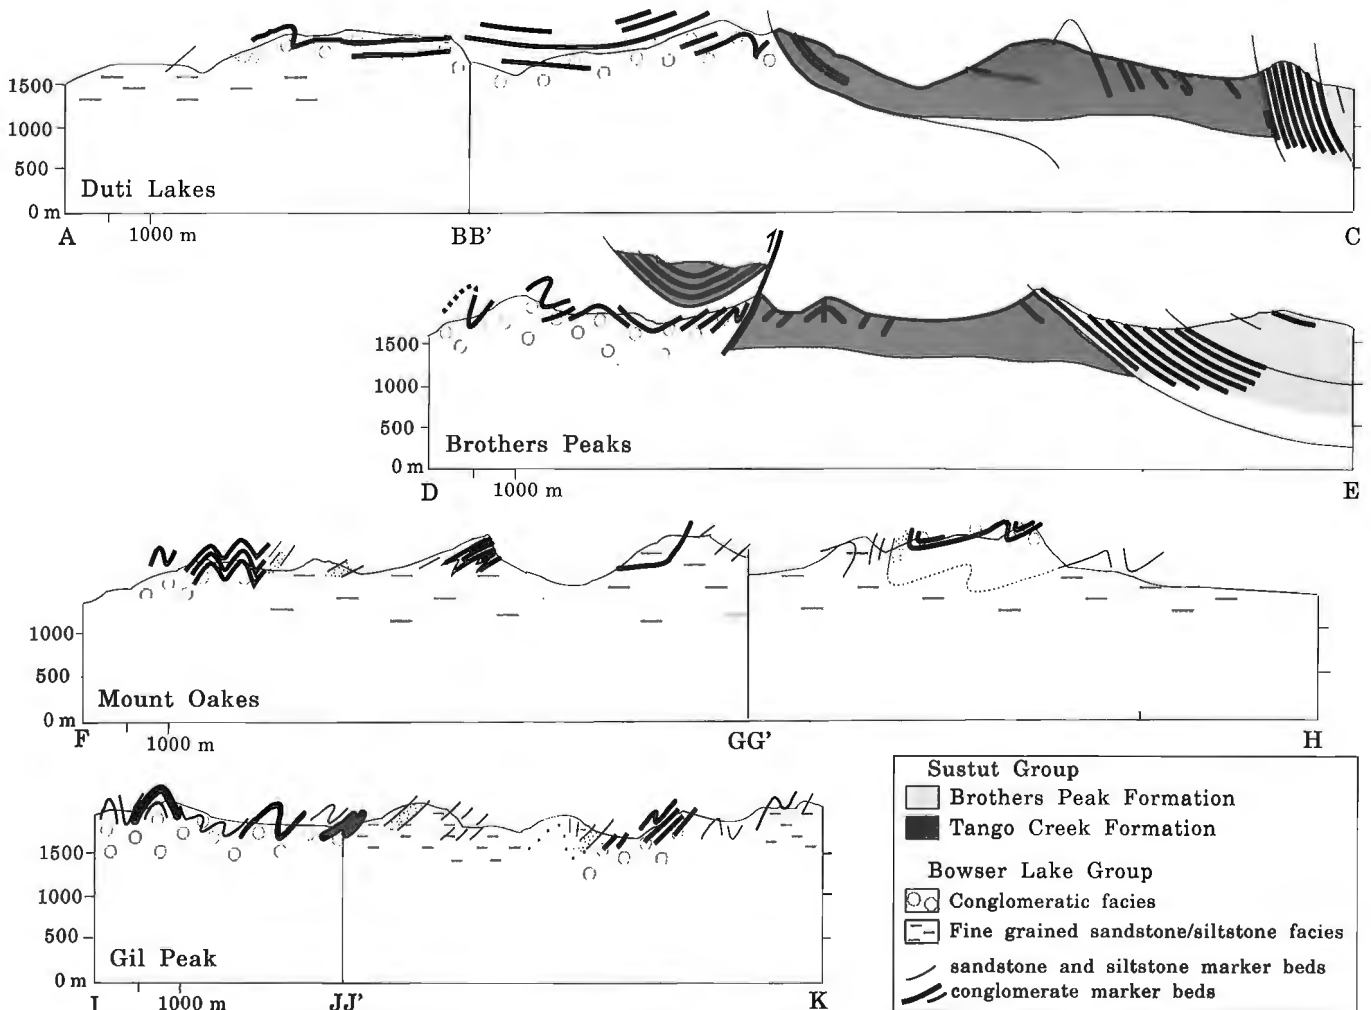 1500
1000
500
0 m
Duti Lakes
A
1000 m
BB'
C
1500
1000
500
0 m
Brothers Peaks
D
1000 m
E
1000
500
0 m
Mount Oakes
F
1000 m
GG'
H
1500
1000
500
0 m
Gil Peak
I
1000 m
JJ'
K
Sustut Group
Brothers Peak Formation
Tango Creek Formation
Bowser Lake Group
Conglomeratic facies
Fine grained sandstone/siltstone facies
sandstone and siltstone marker beds
conglomerate marker beds